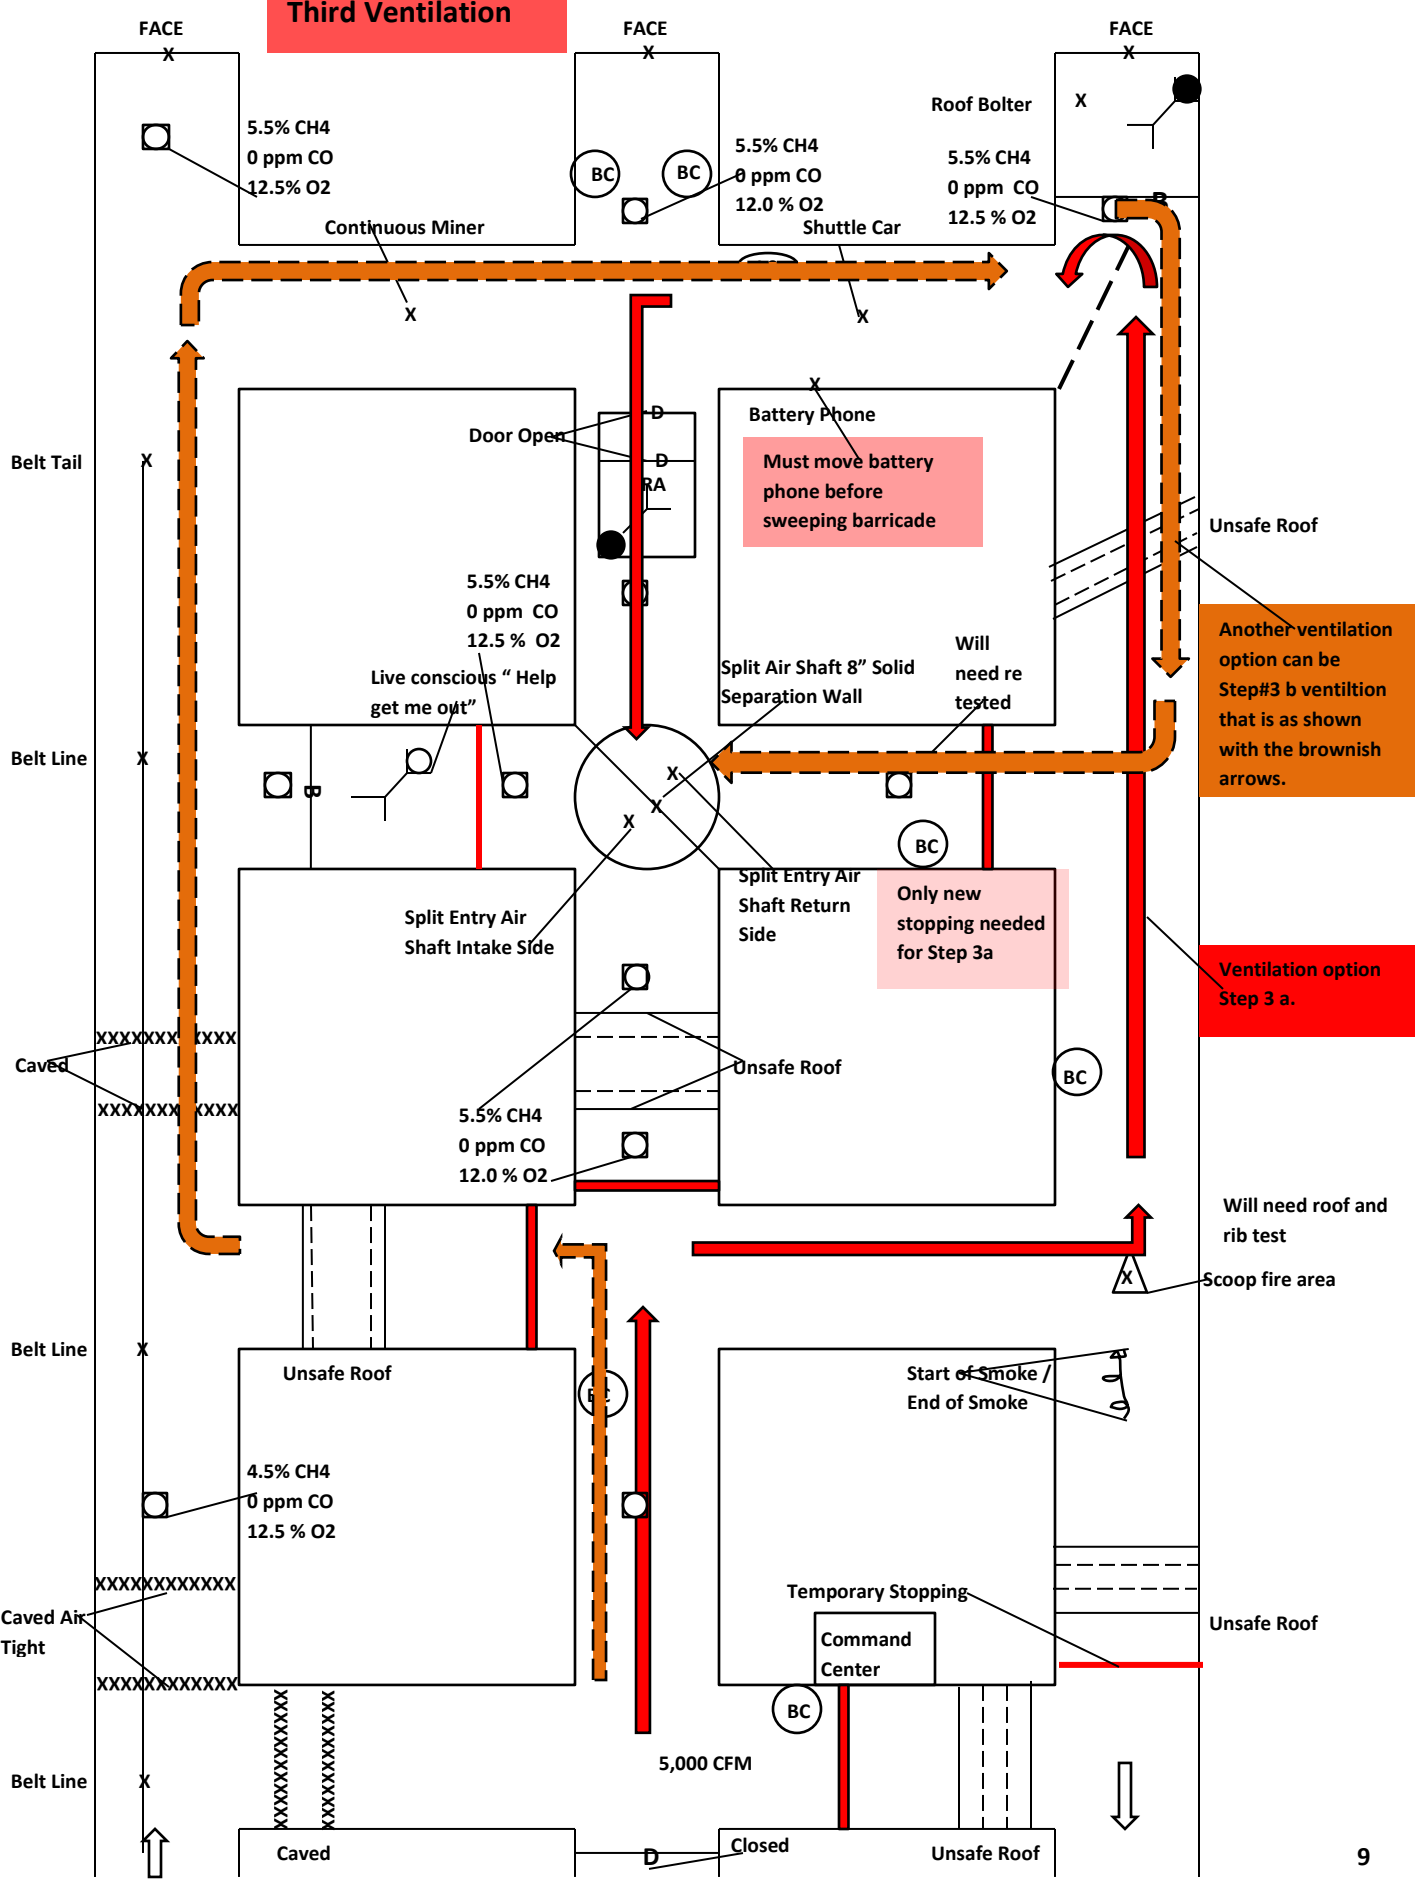 Third Ventilation
FACE
FACE
FACE
X
X
X
Roof Bolter
X
5.5% CH4
0 ppm CO
12.5% O2
BC
BC
5.5% CH4
0 ppm CO
12.0 % O2
5.5% CH4
0 ppm  CO
12.5 % O2
B
Continuous Miner
Shuttle Car
X
X
X
Battery Phone
D
Door Open
D
RA
Belt Tail
X
Must move battery
phone before
sweeping barricade
Unsafe Roof
5.5% CH4
0 ppm  CO
12.5 %  O2
Another ventilation
option can be
Step#3 b ventiltion
that is as shown
with the brownish
arrows.
Will
need re
tested
Split Air Shaft 8” Solid
Separation Wall
Live conscious “ Help
get me out”
Belt Line
X
B
X
X
X
BC
Split Entry Air
Shaft Return
Side
Only new
stopping needed
for Step 3a
Split Entry Air
Shaft Intake Side
Ventilation option
Step 3 a.
XXXXXXX XXXXX
Caved
Unsafe Roof
BC
XXXXXXX XXXX
5.5% CH4
0 ppm CO
12.0 % O2
Will need roof and
rib test
X
Scoop fire area
Belt Line
X
Unsafe Roof
BC
Start of Smoke /
End of Smoke
4.5% CH4
0 ppm CO
12.5 % O2
XXXXXXXXXXXX
Temporary Stopping
Caved Air
Tight
Unsafe Roof
Command
Center
XXXXXXXXXXXX
BC
XXXXXXXXXXXX
XXXXXXXXXXXX
5,000 CFM
Belt Line
X
Caved
D
Closed
Unsafe Roof
9